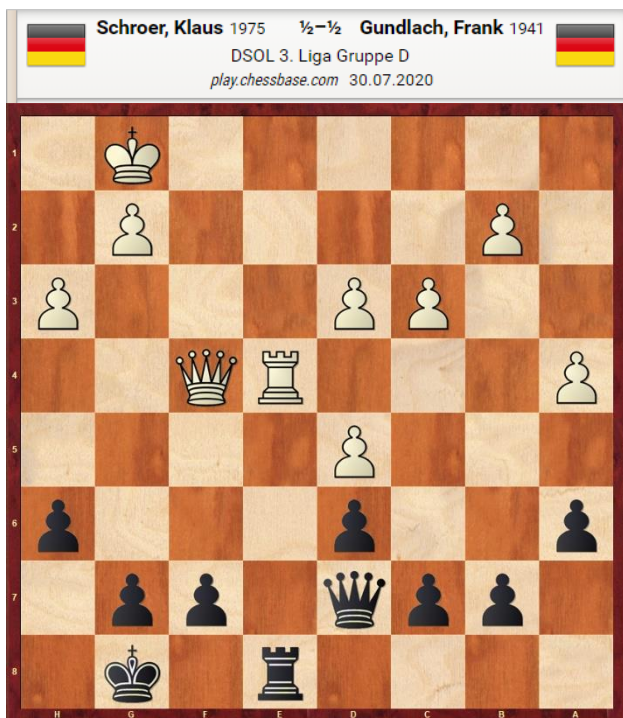 Schroer, Klaus 1975 ½–½ Gundlach, Frank 1941
DSOL 3. Liga Gruppe D
play.chessbase.com 30.07.2020
1
2
3
4
5
6
7
8
H G F E D C B A